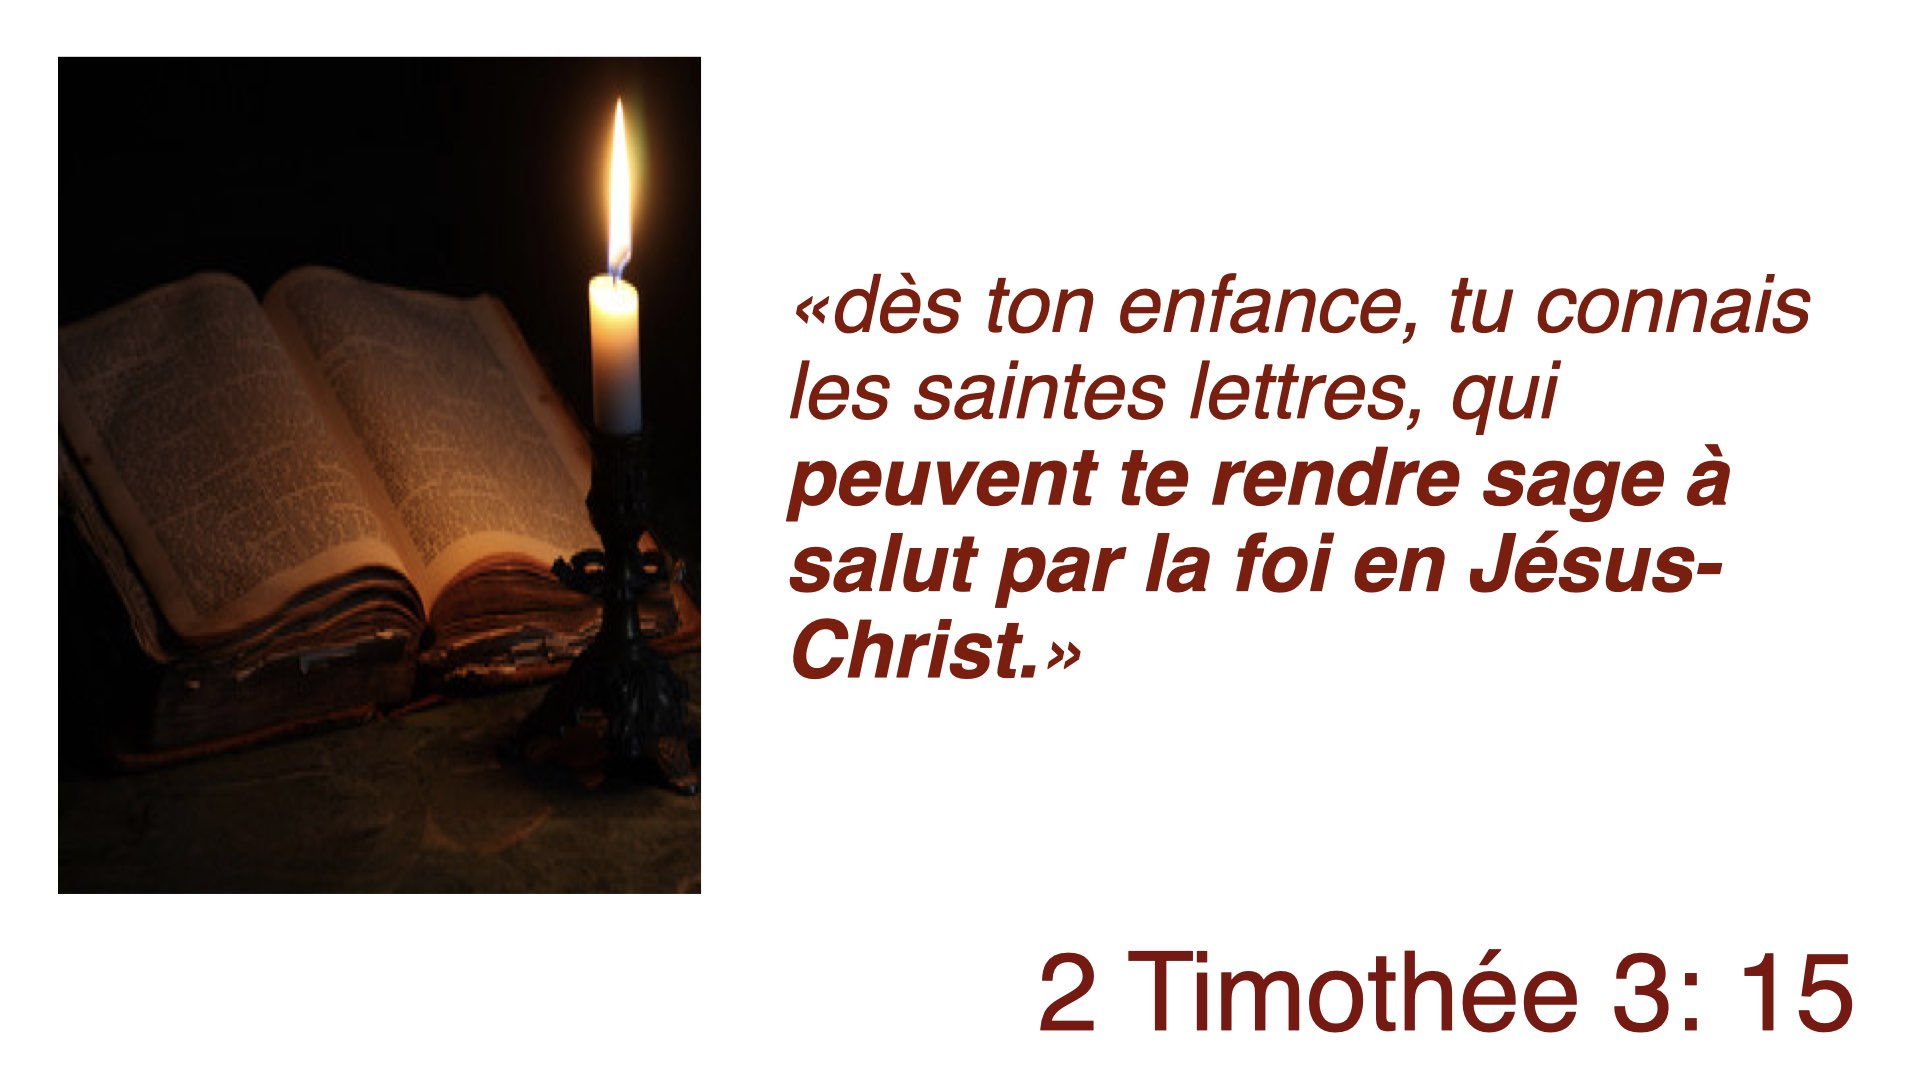 «dès ton enfance, tu connais
les saintes lettres, qui
peuvent te rendre sage à
salut par la foi en Jésus-
Christ.»
2 Timothée 3: 15